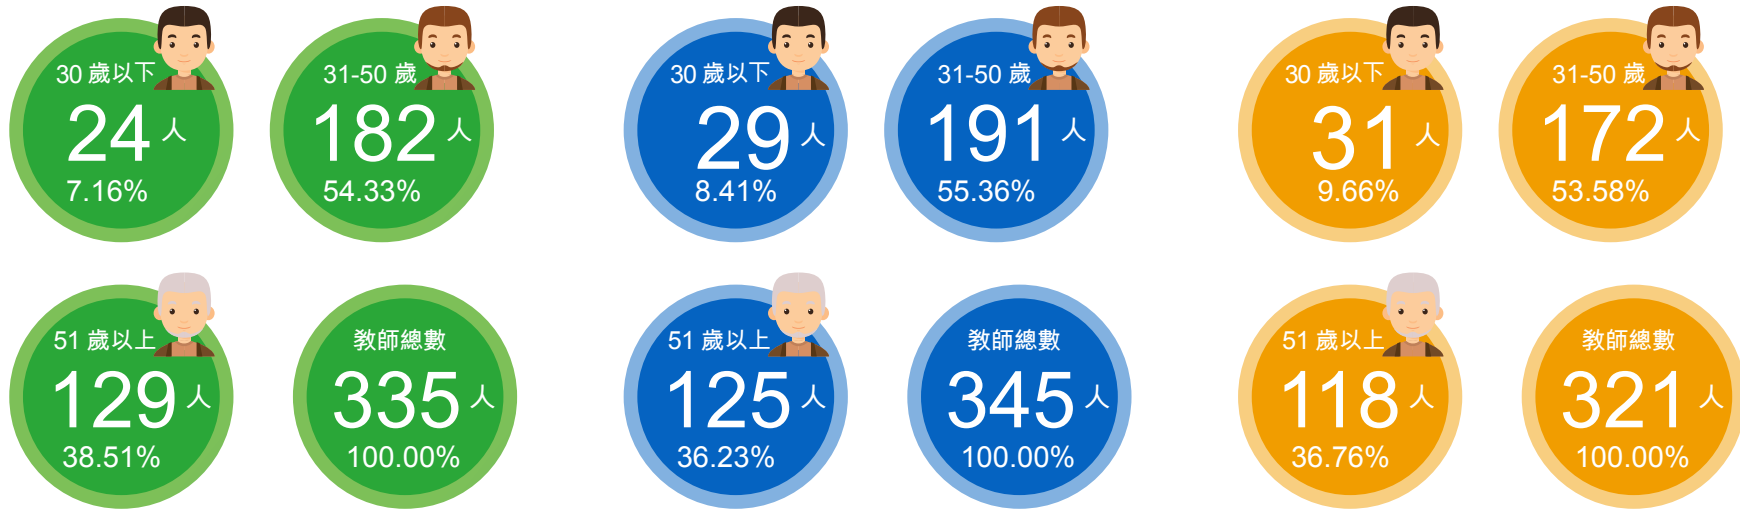 30 歲以下
24 人
7.16%
31-50 歲
182 人
54.33%
51 歲以上
129 人
38.51%
教師總數
335 人
100.00%
30 歲以下
29 人
8.41%
31-50 歲
191 人
55.36%
51 歲以上
125 人
36.23%
教師總數
345 人
100.00%
30 歲以下
31 人
9.66%
31-50 歲
172 人
53.58%
51 歲以上
118 人
36.76%
教師總數
321 人
100.00%